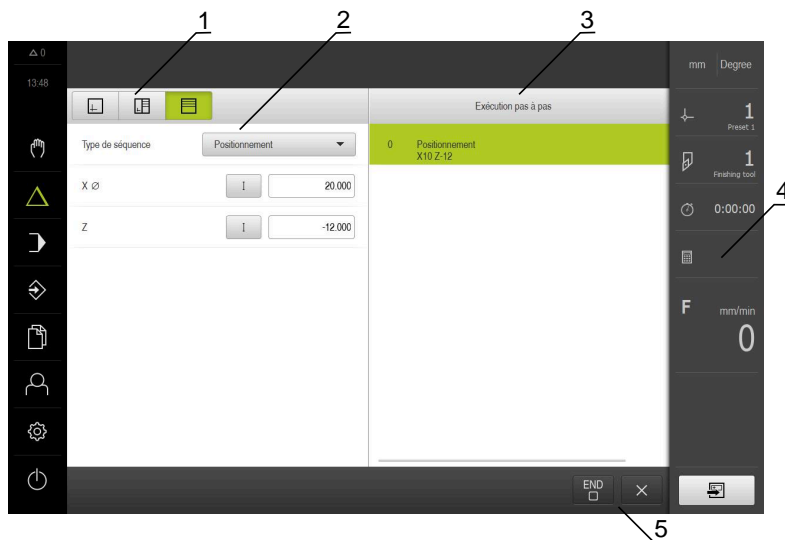 1
2
3
△ 0
13:48
mm Degree
Exécution pas à pas
1
Preset 1
Type de séquence
Positionnement
0 Positionnement
X10 Z-12
1
Finishing tool
X ⌀
I
20.000
4
0:00:00
Z
I
-12.000
F
mm/min
0
END
5